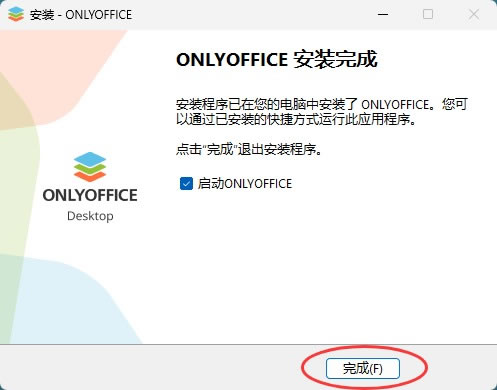 安装 - ONLYOFFICE
ONLYOFFICE 安装完成
安装程序已在您的电脑中安装了 ONLYOFFICE。您可
以通过已安装的快捷方式运行此应用程序。
点击“完成”退出安装程序。
启动ONLYOFFICE
ONLYOFFICE
Desktop
完成(F)